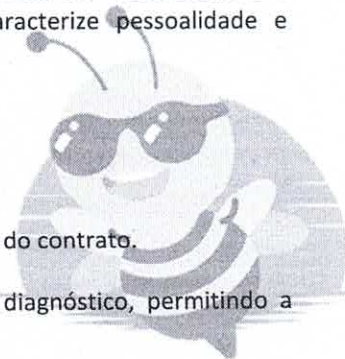 aracterize pessoalidade e
do contrato.
diagnóstico, permitindo a